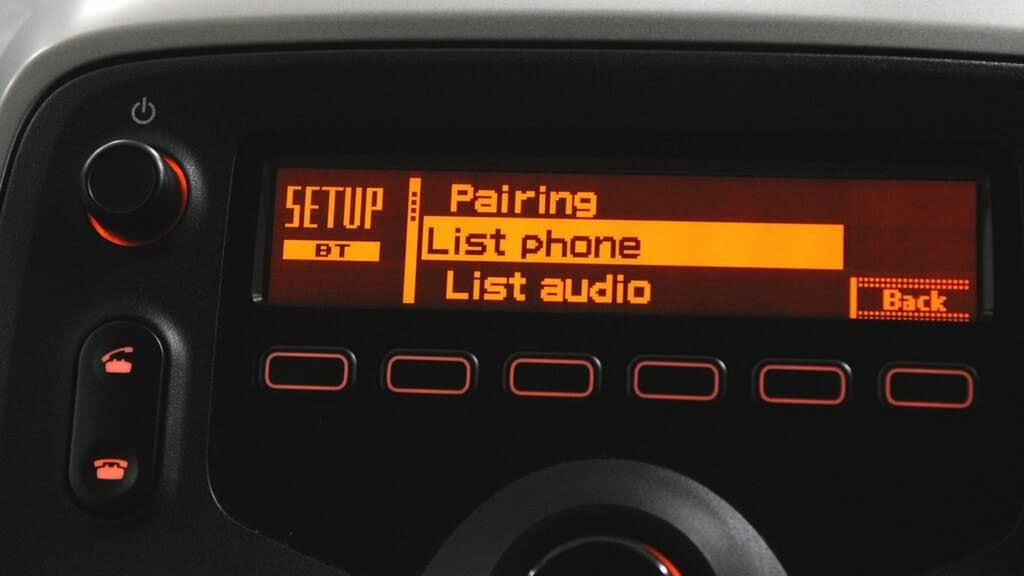 SETUP
BT
Pairing
List phone
List audio
Back